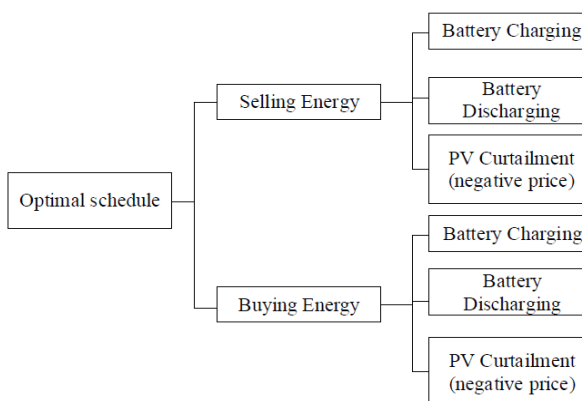 Battery Charging
Selling Energy
Battery
Discharging
PV Curtailment
(negative price)
Optimal schedule
Battery Charging
Buying Energy
Battery
Discharging
PV Curtailment
(negative price)